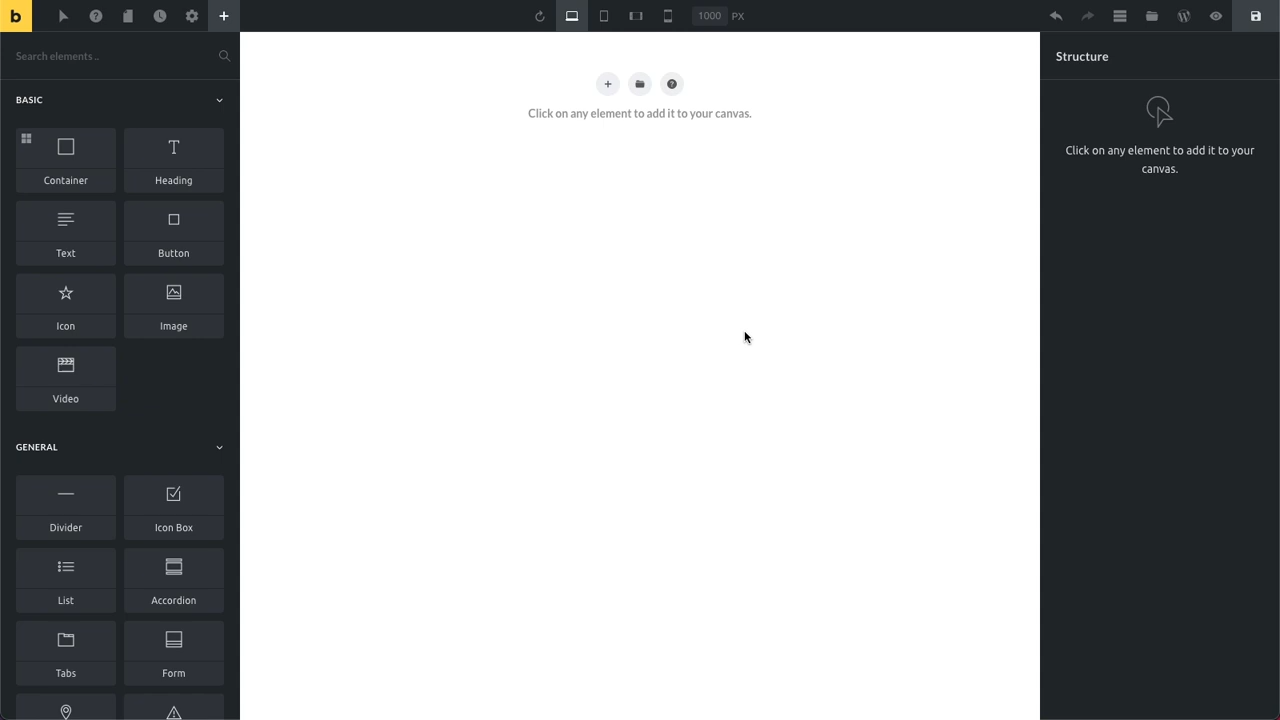 b
1000 PX
Search elements ..
BASIC
Container
Heading
Text
Button
Icon
Image
Video
GENERAL
Divider
Icon Box
List
Accordion
Tabs
Form
Click on any element to add it to your canvas.
Structure
Click on any element to add it to your
canvas.